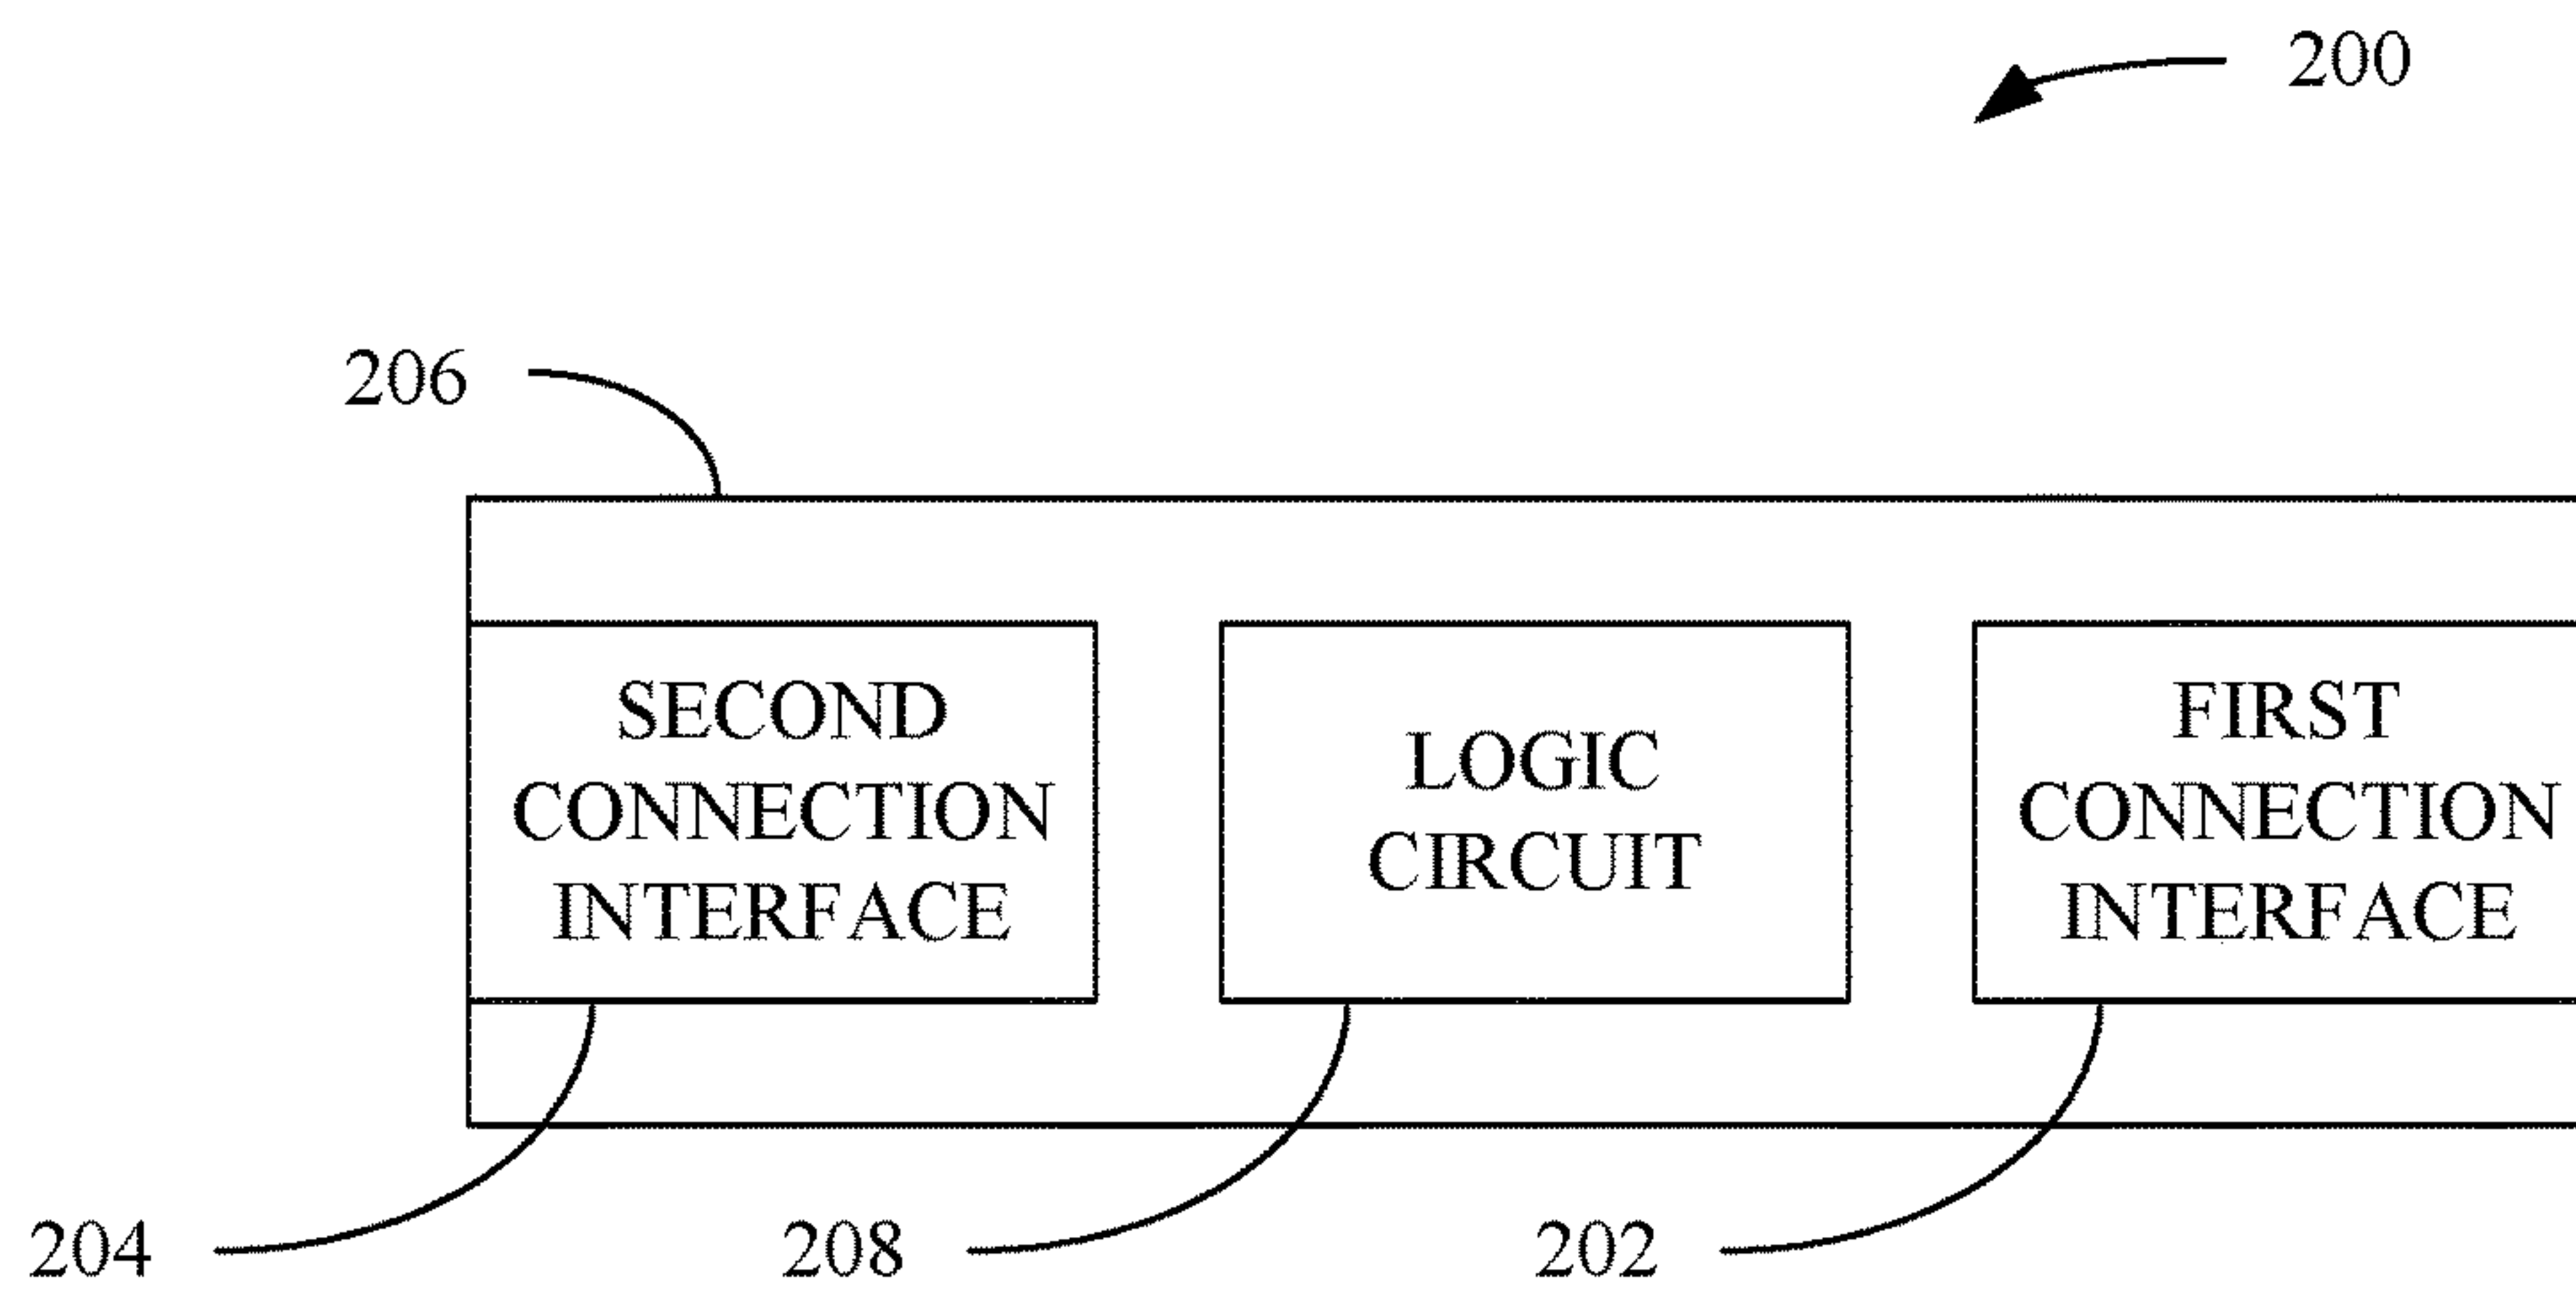 200
206
SECOND
CONNECTION
INTERFACE
LOGIC
CIRCUIT
FIRST
CONNECTION
INTERFACE
204
208
202